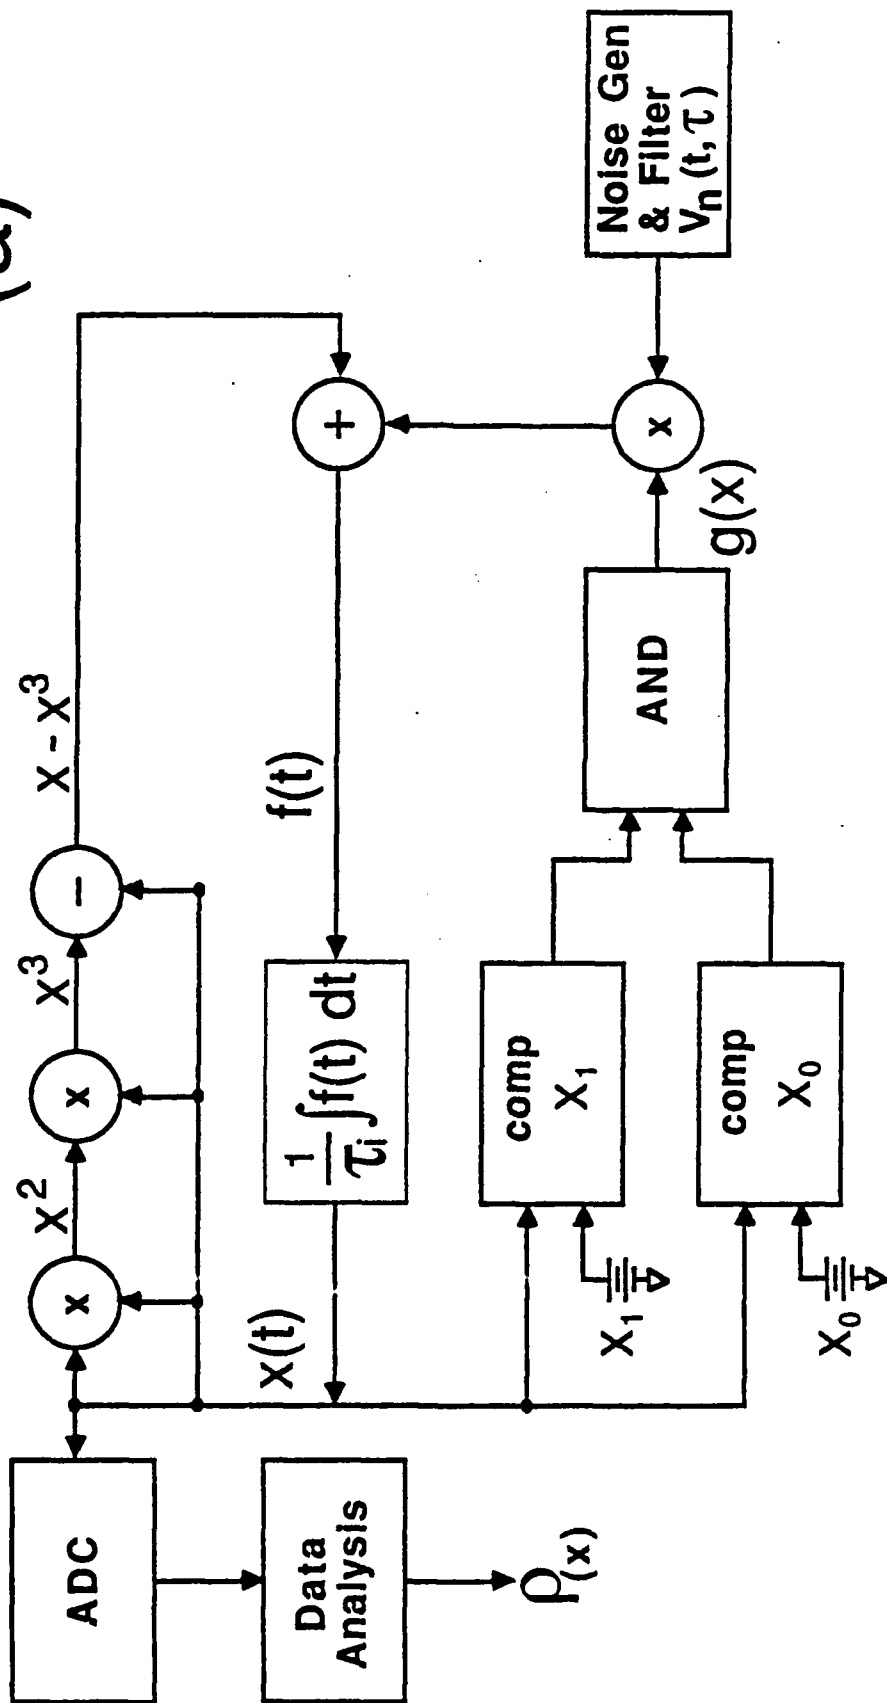 (a)
X²
X³
X - X³
x
x
-
ADC
X(t)
1/τᵢ ∫f(t) dt
f(t)
+
Data
Analysis
ρ(x)
comp
X₁
X₁
AND
g(x)
x
Noise Gen
& Filter
Vₙ (t, τ)
comp
X₀
X₀